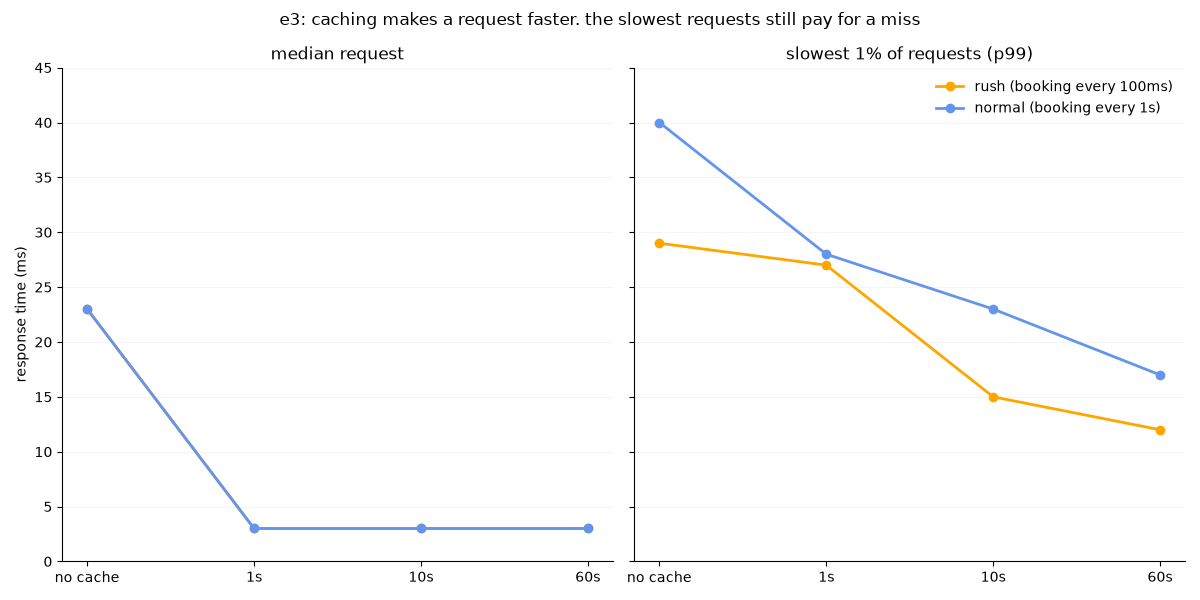 e3: caching makes a request faster. the slowest requests still pay for a miss
median request
response time (ms)
45
40
35
30
25
20
15
10
5
0
no cache
1s
10s
60s
slowest 1% of requests (p99)
rush (booking every 100ms)
normal (booking every 1s)
no cache
1s
10s
60s